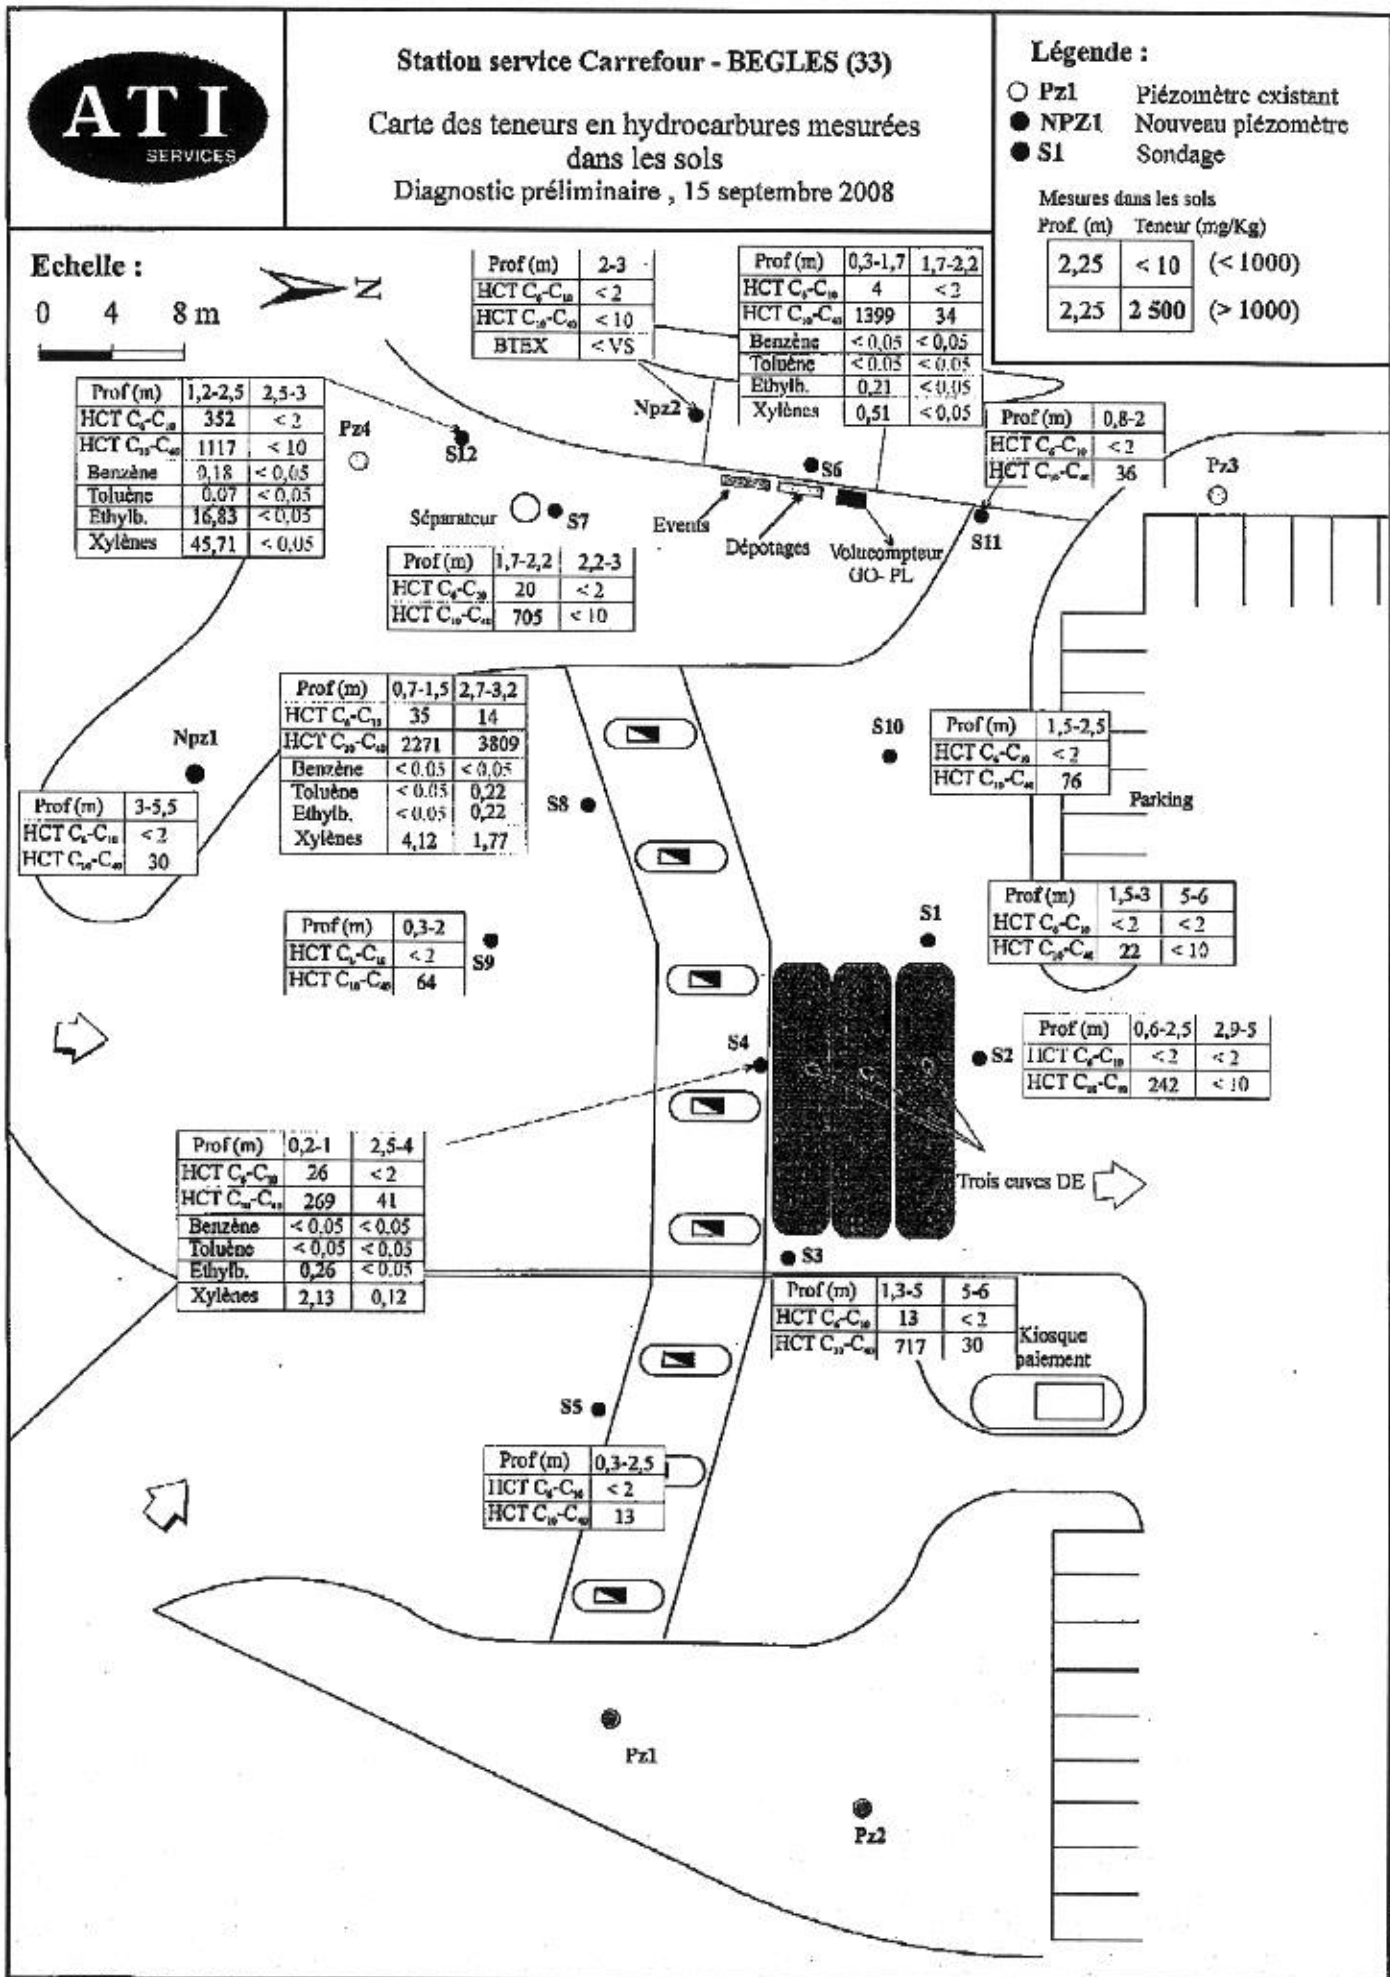 ATI
SERVICES
Station service Carrefour - BEGLES (33)
Carte des teneurs en hydrocarbures mesurées
dans les sols
Diagnostic préliminaire , 15 septembre 2008
Légende :
Pz1 Piézomètre existant
NPZ1 Nouveau piézomètre
S1 Sondage
Mesures dans les sols
Prof. (m) Teneur (mg/Kg)
2,25 < 10 (< 1000)
2,25 2 500 (> 1000)
Echelle :
0 4 8 m
N
Prof (m) 2-3
HCT C₆-C₁₀ < 2
HCT C₁₀-C₄₀ < 10
BTEX < VS
Npz2
Prof (m) 0,3-1,7 1,7-2,2
HCT C₆-C₁₀ 4 < 2
HCT C₁₀-C₄₀ 1399 34
Benzène < 0,05 < 0,05
Toluène < 0.05 < 0.05
Ethylb. 0,21 < 0,05
Xylènes 0,51 < 0,05
S6
Prof (m) 1,2-2,5 2,5-3
HCT C₆-C₁₀ 352 < 2
HCT C₁₀-C₄₀ 1117 < 10
Benzène 0,18 < 0,05
Toluène 0.07 < 0,05
Ethylb. 16,83 < 0,05
Xylènes 45,71 < 0,05
Pz4
S12
Prof (m) 0,8-2
HCT C₆-C₁₀ < 2
HCT C₁₀-C₄₀ 36
Pz3
S11
Séparateur
S7
Events
Dépotages
Volucompteur
GO- PL
Prof (m) 1,7-2,2 2,2-3
HCT C₆-C₁₀ 20 < 2
HCT C₁₀-C₄₀ 705 < 10
Prof (m) 0,7-1,5 2,7-3,2
HCT C₆-C₁₀ 35 14
HCT C₁₀-C₄₀ 2271 3809
Benzène < 0.05 < 0,05
Toluène < 0.05 0,22
Ethylb. < 0,05 0,22
Xylènes 4,12 1,77
S8
Npz1
Prof (m) 3-5,5
HCT C₆-C₁₀ < 2
HCT C₁₀-C₄₀ 30
S10
Prof (m) 1,5-2,5
HCT C₆-C₁₀ < 2
HCT C₁₀-C₄₀ 76
Parking
Prof (m) 0,3-2
HCT C₆-C₁₀ < 2
HCT C₁₀-C₄₀ 64
S9
S1
Prof (m) 1,5-3 5-6
HCT C₆-C₁₀ < 2 < 2
HCT C₁₀-C₄₀ 22 < 10
S4
S2
Prof (m) 0,6-2,5 2,9-5
HCT C₆-C₁₀ < 2 < 2
HCT C₁₀-C₄₀ 242 < 10
Prof (m) 0,2-1 2,5-4
HCT C₆-C₁₀ 26 < 2
HCT C₁₀-C₄₀ 269 41
Benzène < 0,05 < 0,05
Toluène < 0,05 < 0,05
Ethylb. 0,26 < 0.05
Xylènes 2,13 0,12
Trois cuves DE
S3
Prof (m) 1,3-5 5-6
HCT C₆-C₁₀ 13 < 2
HCT C₁₀-C₄₀ 717 30
Kiosque
paiement
S5
Prof (m) 0,3-2,5
HCT C₆-C₁₀ < 2
HCT C₁₀-C₄₀ 13
Pz1
Pz2